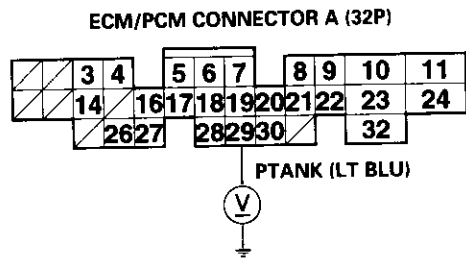 ECM/PCM CONNECTOR A (32P)
3 4 5 6 7 8 9 10 11
14 16 17 18 19 20 21 22 23 24
26 27 28 29 30 32
PTANK (LT BLU)
V